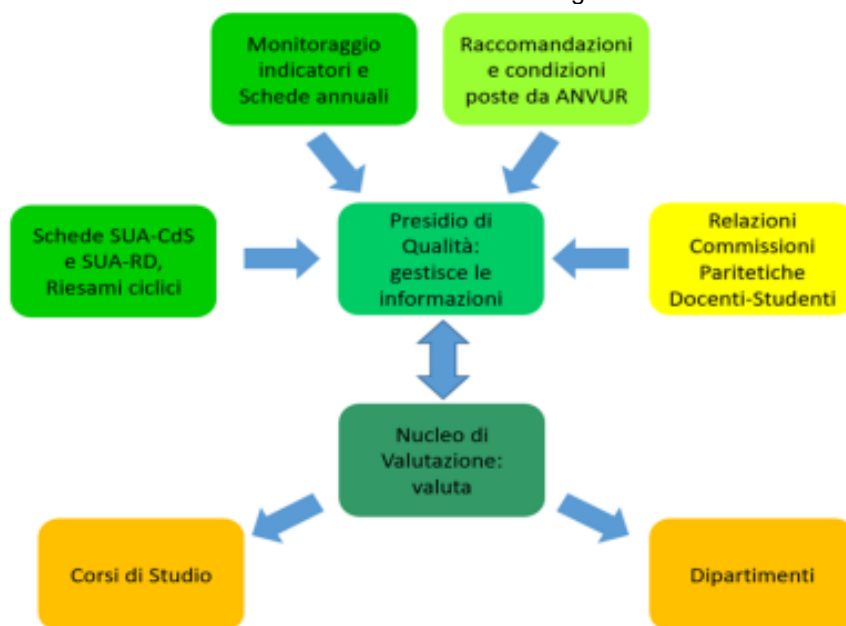 Monitoraggio
indicatori e
Schede annuali
Raccomandazioni
e condizioni
poste da ANVUR
Schede SUA-CdS
e SUA-RD,
Riesami ciclici
Presidio di
Qualità:
gestisce le
informazioni
Relazioni
Commissioni
Paritetiche
Docenti-Studenti
Nucleo di
Valutazione:
valuta
Corsi di Studio
Dipartimenti